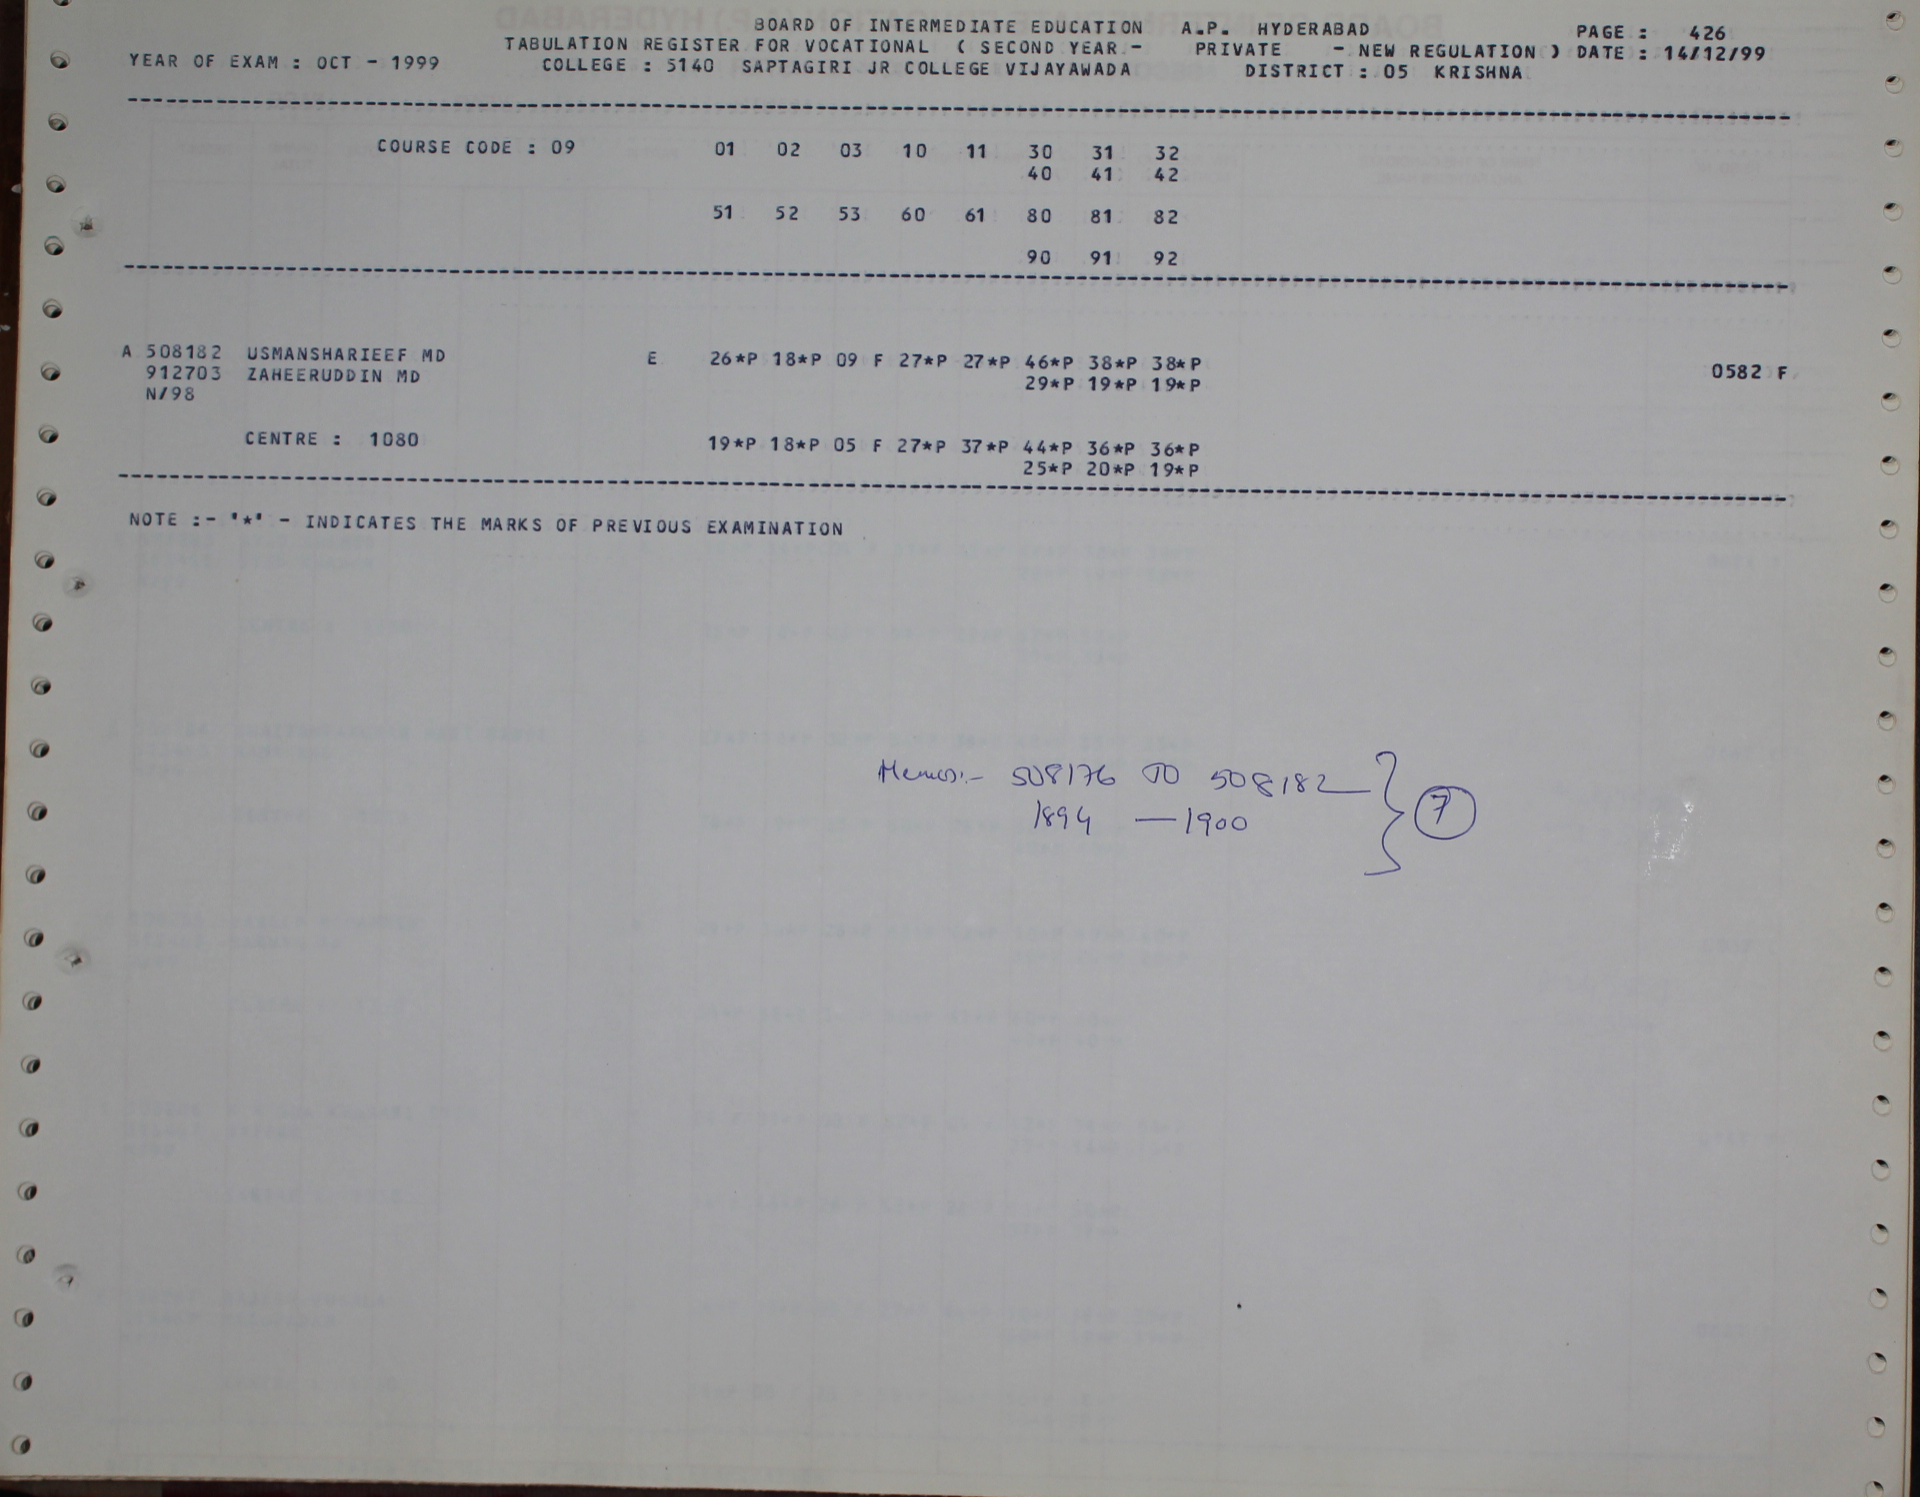 BOARD OF INTERMEDIATE EDUCATION A.P. HYDERABAD PAGE : 426
TABULATION REGISTER FOR VOCATIONAL ( SECOND YEAR - PRIVATE - NEW REGULATION ) DATE : 14/12/99
YEAR OF EXAM : OCT - 1999 COLLEGE : 5140 SAPTAGIRI JR COLLEGE VIJAYAWADA DISTRICT : 05 KRISHNA
COURSE CODE : 09 01 02 03 10 11 30 31 32
40 41 42
51 52 53 60 61 80 81 82
90 91 92
A 508182 USMANSHARIEEF MD E 26*P 18*P 09 F 27*P 27*P 46*P 38*P 38*P
912703 ZAHEERUDDIN MD 29*P 19*P 19*P 0582 F
N/98
CENTRE : 1080 19*P 18*P 05 F 27*P 37*P 44*P 36*P 36*P
25*P 20*P 19*P
NOTE :- '*' - INDICATES THE MARKS OF PREVIOUS EXAMINATION
Memos:- 508176 TO 508182
1894 — 1900 } 7